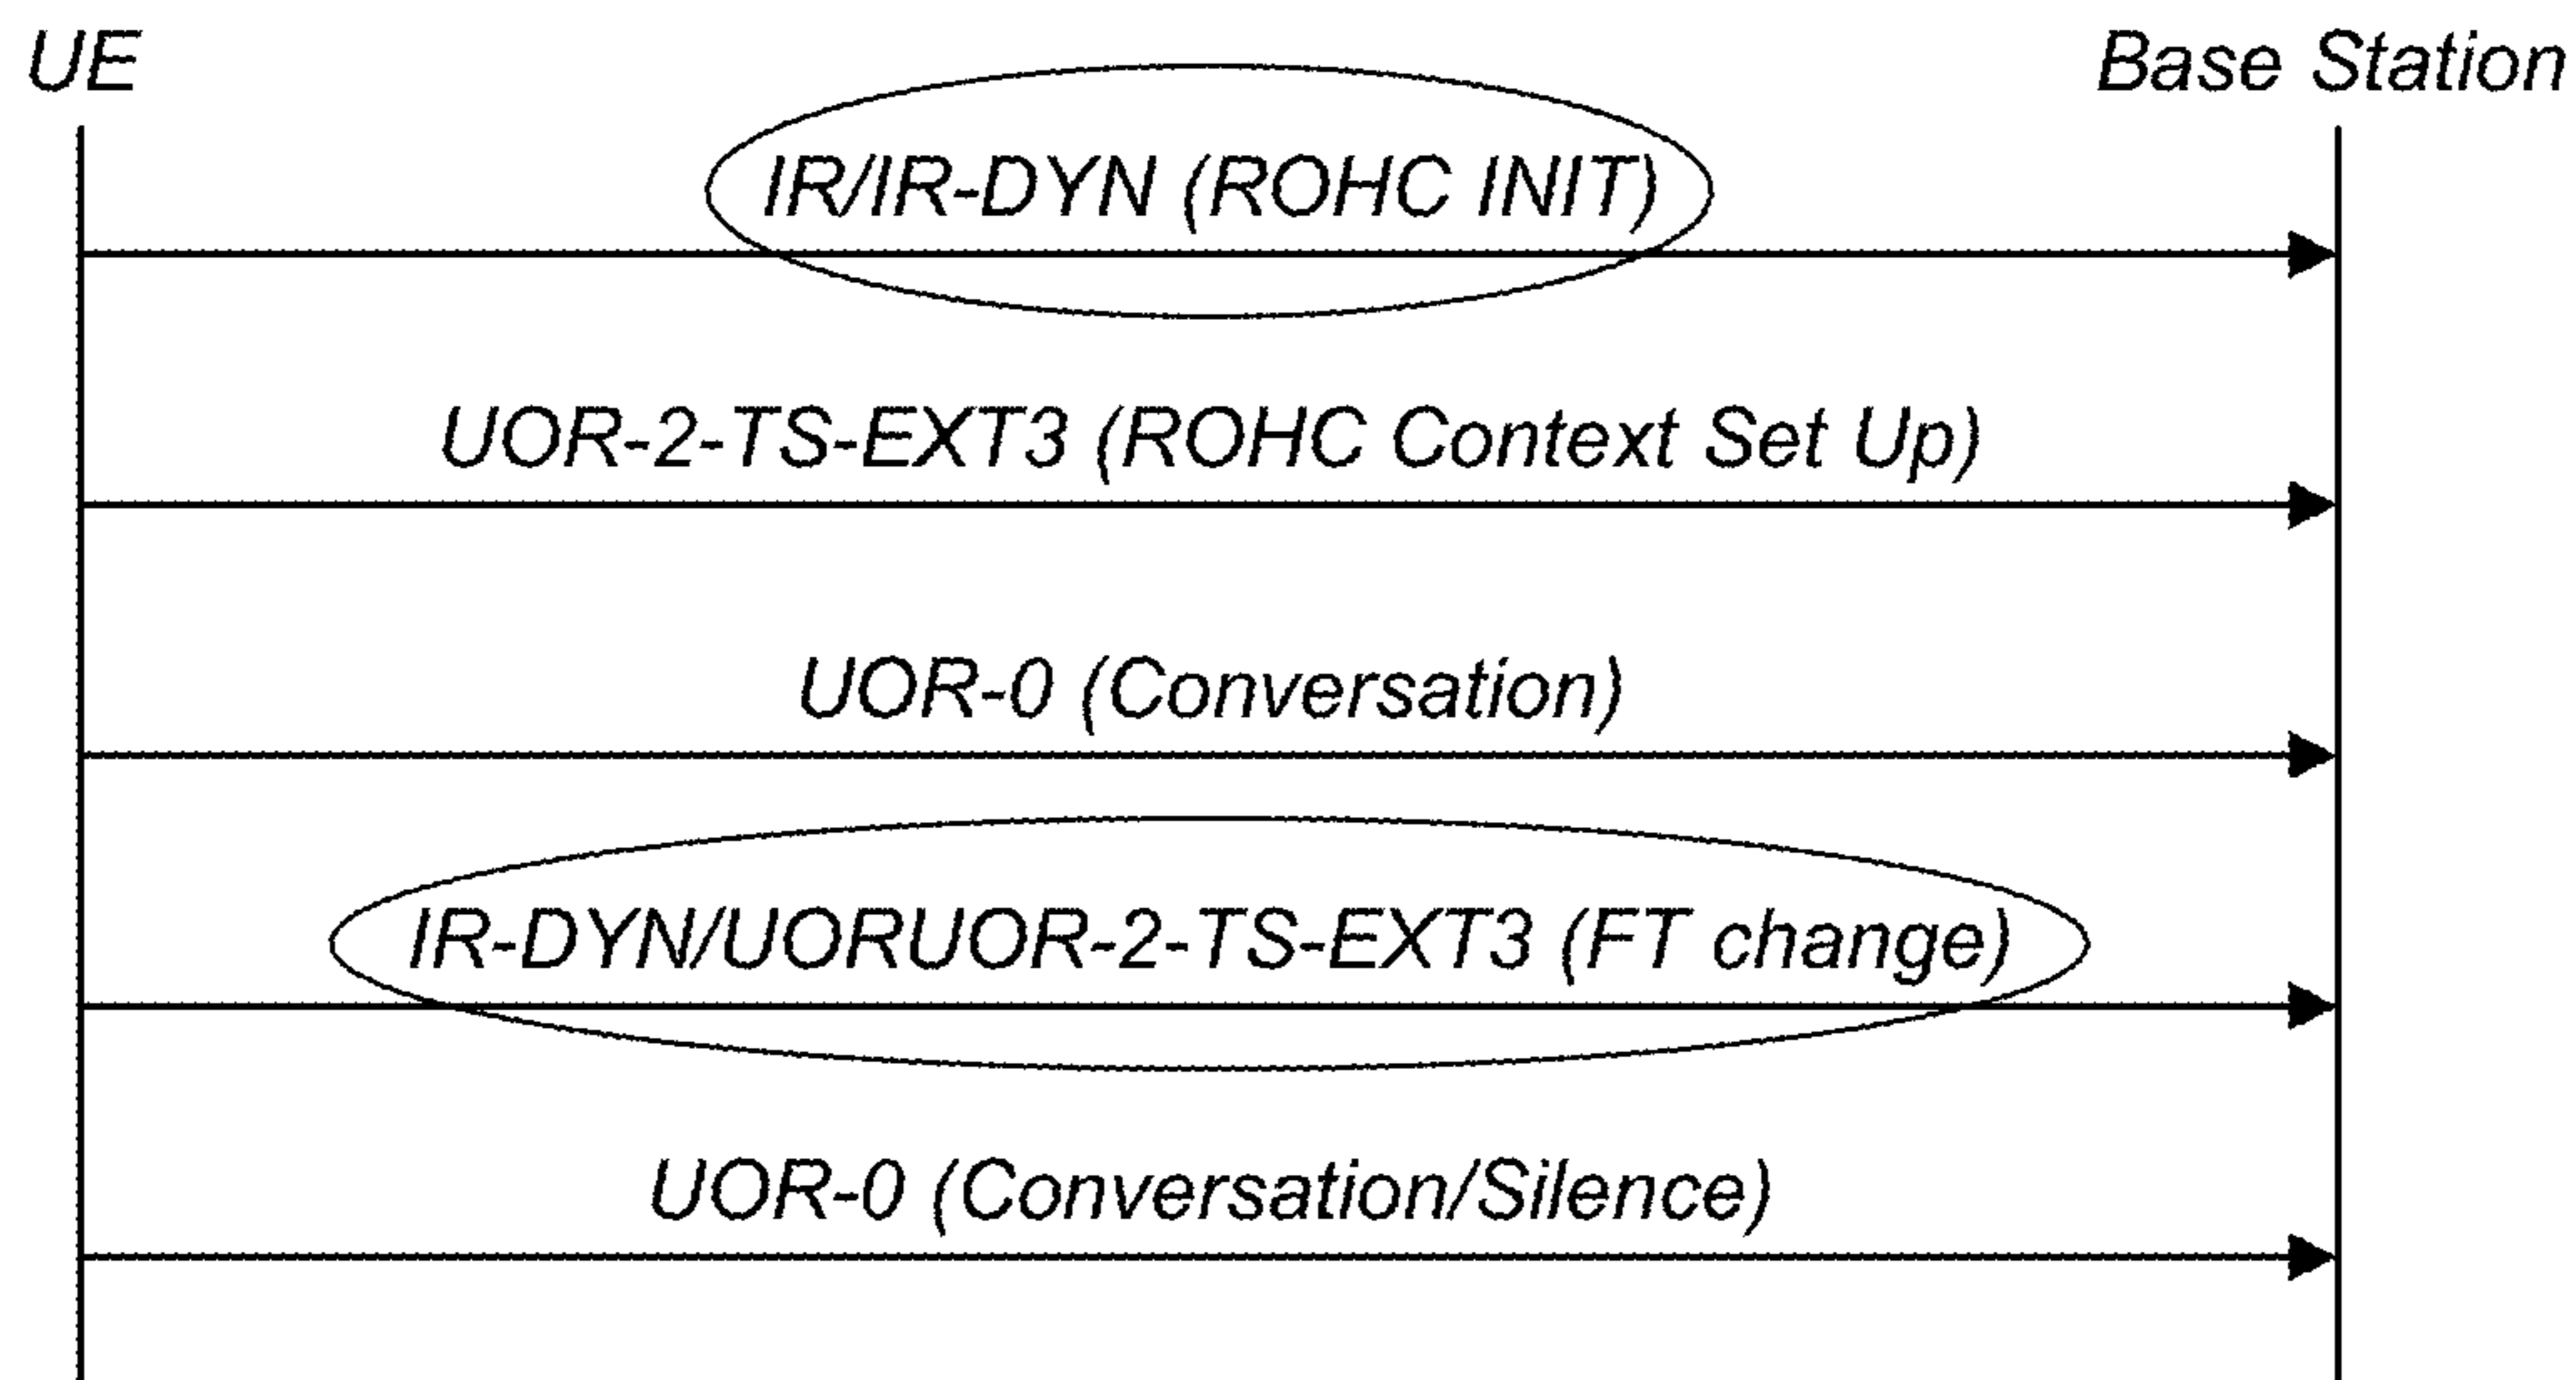 UE
Base Station
IR/IR-DYN (ROHC INIT)
UOR-2-TS-EXT3 (ROHC Context Set Up)
UOR-0 (Conversation)
IR-DYN/UORUOR-2-TS-EXT3 (FT change)
UOR-0 (Conversation/Silence)